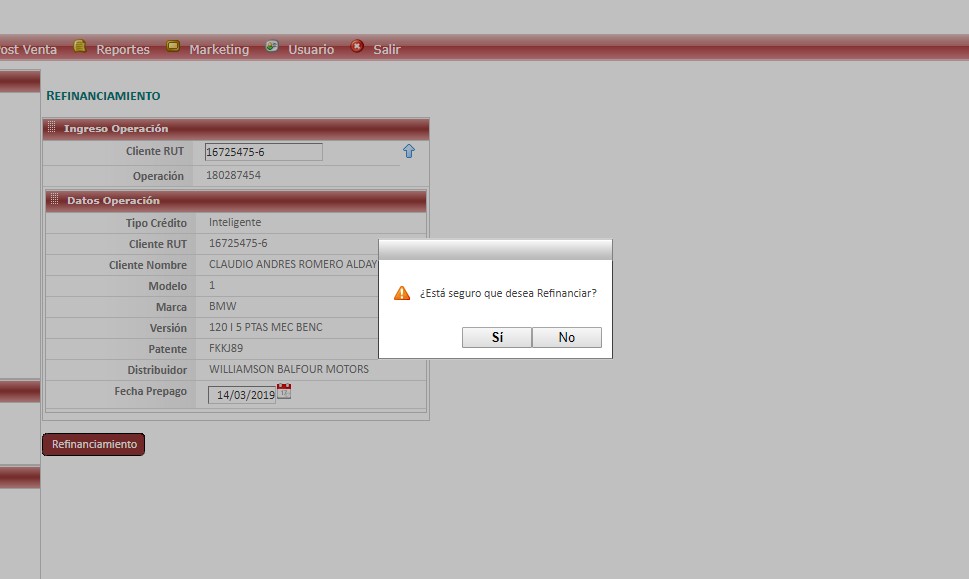 ost Venta Reportes Marketing Usuario Salir
REFINANCIAMIENTO
Ingreso Operación
Cliente RUT 16725475-6
Operación 180287454
Datos Operación
Tipo Crédito Inteligente
Cliente RUT 16725475-6
Cliente Nombre CLAUDIO ANDRES ROMERO ALDAY
Modelo 1
Marca BMW
Versión 120 I 5 PTAS MEC BENC
Patente FKKJ89
Distribuidor WILLIAMSON BALFOUR MOTORS
Fecha Prepago 14/03/2019
Refinanciamiento
¿Está seguro que desea Refinanciar?
Sí No